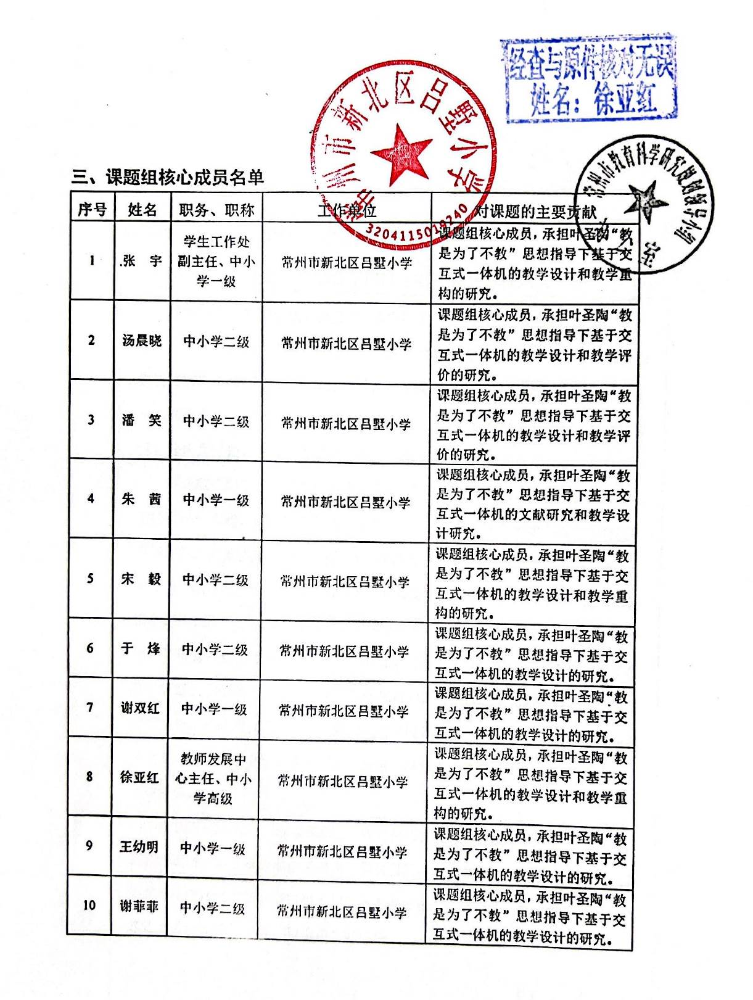 经查与原件核对无误
姓名：徐亚红
常州市新北区吕墅小学
3204115019240
常州市教育科学研究规划领导小组
办公室
三、课题组核心成员名单
序号 姓名 职务、职称 工作单位 对课题的主要贡献
1 张 宇 学生工作处
副主任、中小
学一级
常州市新北区吕墅小学
课题组核心成员，承担叶圣陶“教
是为了不教”思想指导下基于交
互式一体机的教学设计和教学重
构的研究。
2 汤晨晓 中小学二级 常州市新北区吕墅小学
课题组核心成员，承担叶圣陶“教
是为了不教”思想指导下基于交
互式一体机的教学设计和教学评
价的研究。
3 潘 笑 中小学二级 常州市新北区吕墅小学
课题组核心成员，承担叶圣陶“教
是为了不教”思想指导下基于交
互式一体机的教学设计和教学评
价的研究。
4 朱 茜 中小学一级 常州市新北区吕墅小学
课题组核心成员，承担叶圣陶“教
是为了不教”思想指导下基于交
互式一体机的文献研究和教学设
计研究。
5 宋 毅 中小学二级 常州市新北区吕墅小学
课题组核心成员，承担叶圣陶“教
是为了不教”思想指导下基于交
互式一体机的教学设计和教学重
构的研究。
6 于 烽 中小学二级 常州市新北区吕墅小学
课题组核心成员，承担叶圣陶“教
是为了不教”思想指导下基于交
互式一体机的教学设计的研究。
7 谢双红 中小学一级 常州市新北区吕墅小学
课题组核心成员，承担叶圣陶“教
是为了不教”思想指导下基于交
互式一体机的教学设计的研究。
8 徐亚红 教师发展中
心主任、中小
学高级
常州市新北区吕墅小学
课题组核心成员，承担叶圣陶“教
是为了不教”思想指导下基于交
互式一体机的教学设计和教学重
构的研究。
9 王幼明 中小学一级 常州市新北区吕墅小学
课题组核心成员，承担叶圣陶“教
是为了不教”思想指导下基于交
互式一体机的教学设计的研究。
10 谢菲菲 中小学二级 常州市新北区吕墅小学
课题组核心成员，承担叶圣陶“教
是为了不教”思想指导下基于交
互式一体机的教学设计的研究。